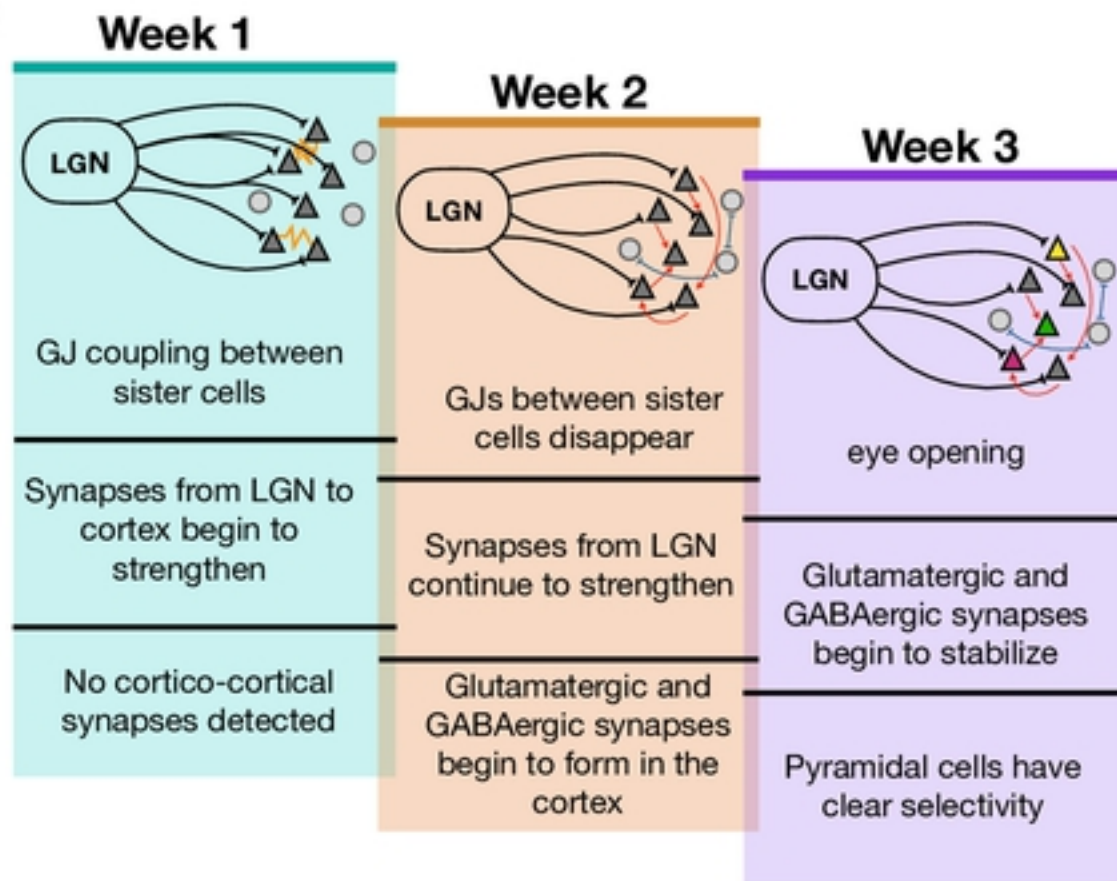 Week 1
LGN
GJ coupling between
sister cells
Synapses from LGN to
cortex begin to
strengthen
No cortico-cortical
synapses detected
Week 2
LGN
GJs between sister
cells disappear
Synapses from LGN
continue to strengthen
Glutamatergic and
GABAergic synapses
begin to form in the
cortex
Week 3
LGN
eye opening
Glutamatergic and
GABAergic synapses
begin to stabilize
Pyramidal cells have
clear selectivity